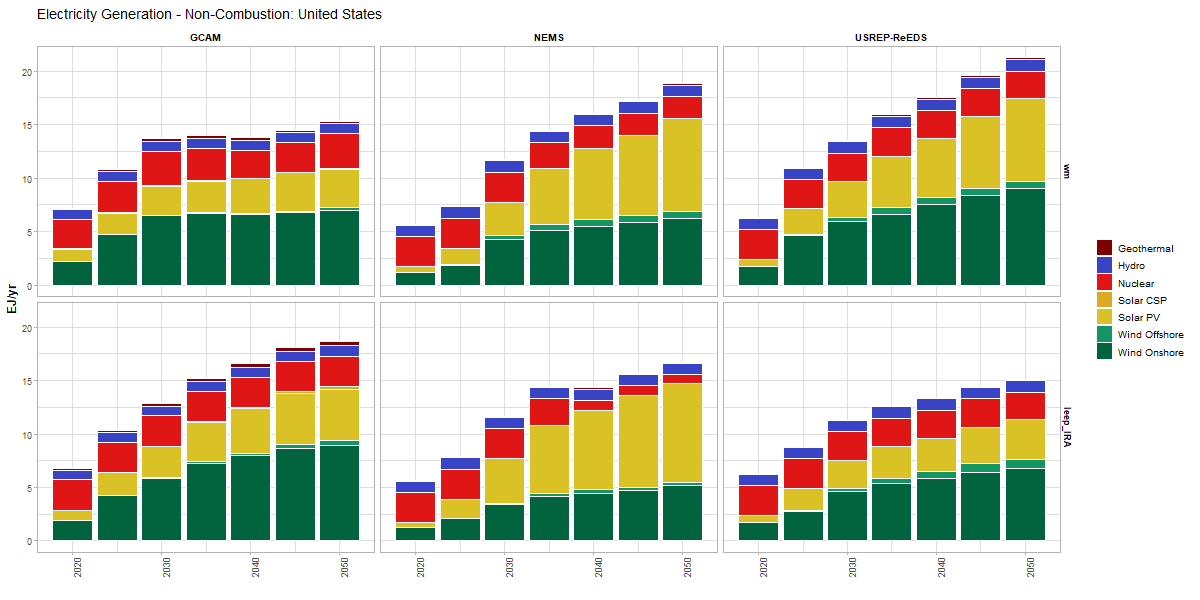 Electricity Generation - Non-Combustion: United States
GCAM
NEMS
USREP-ReEDS
20
15
10
5
0
wm
EJ/yr
20
15
10
5
0
leep_IRA
2020
2030
2040
2050
2020
2030
2040
2050
2020
2030
2040
2050
Geothermal
Hydro
Nuclear
Solar CSP
Solar PV
Wind Offshore
Wind Onshore